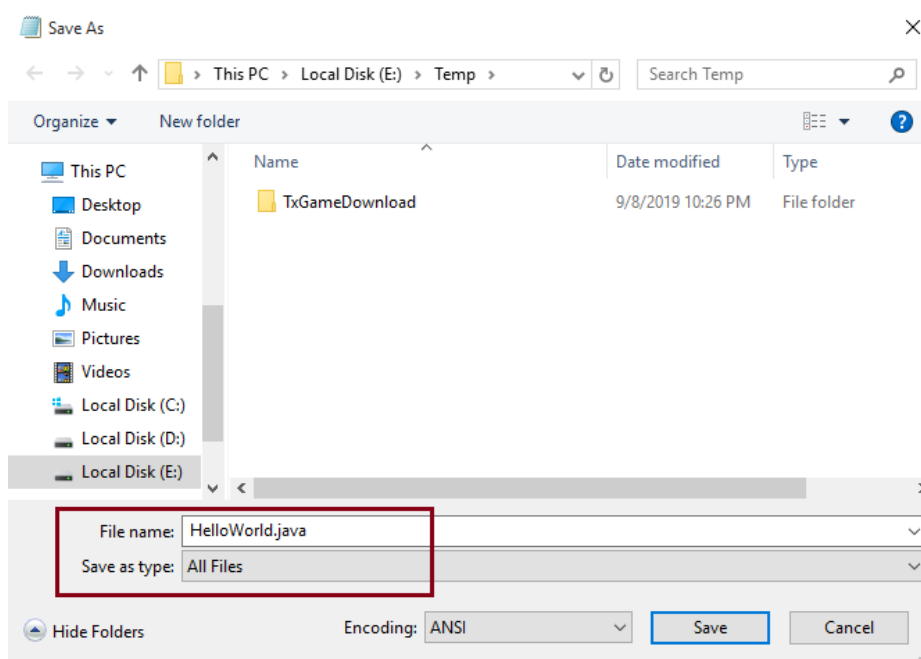 Save As
This PC > Local Disk (E:) > Temp >
Search Temp
Organize
New folder
This PC
Desktop
Documents
Downloads
Music
Pictures
Videos
Local Disk (C:)
Local Disk (D:)
Local Disk (E:)
Name
Date modified
Type
TxGameDownload
9/8/2019 10:26 PM
File folder
File name: HelloWorld.java
Save as type: All Files
Hide Folders
Encoding: ANSI
Save
Cancel